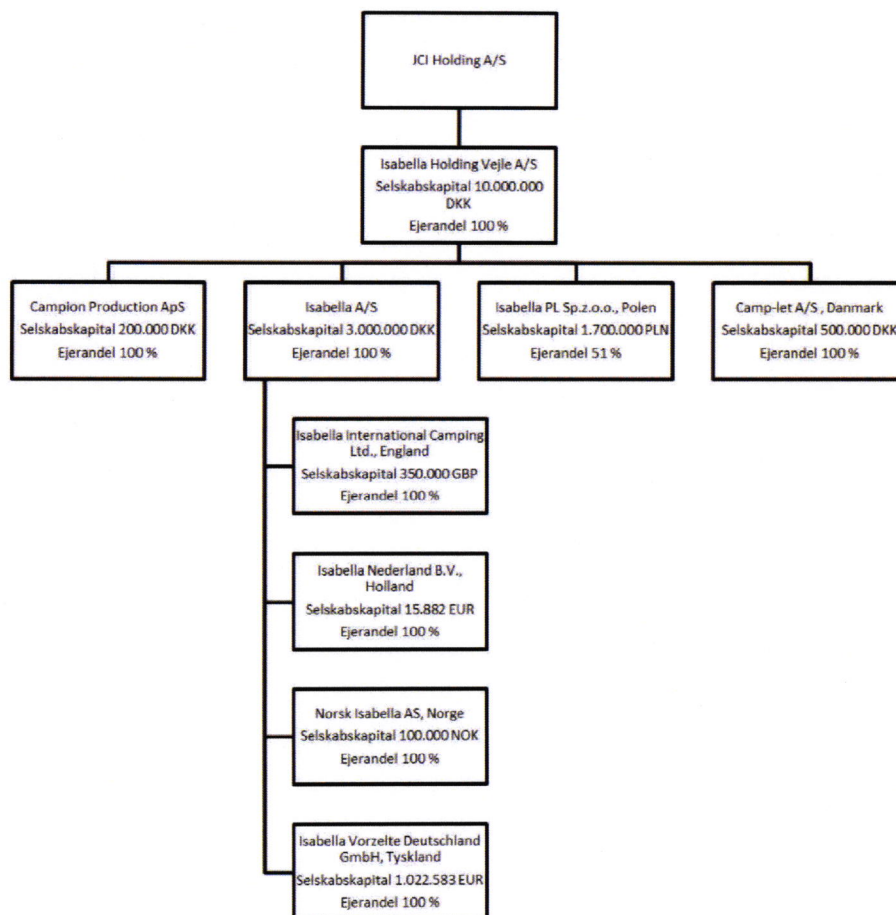 JCI Holding A/S
Isabella Holding Vejle A/S
Selskabskapital 10.000.000
DKK
Ejerandel 100 %
Campion Production ApS
Selskabskapital 200.000 DKK
Ejerandel 100 %
Isabella A/S
Selskabskapital 3.000.000 DKK
Ejerandel 100 %
Isabella PL Sp.z.o.o., Polen
Selskabskapital 1.700.000 PLN
Ejerandel 51 %
Camp-let A/S , Danmark
Selskabskapital 500.000 DKK
Ejerandel 100 %
Isabella International Camping
Ltd., England
Selskabskapital 350.000 GBP
Ejerandel 100 %
Isabella Nederland B.V.,
Holland
Selskabskapital 15.882 EUR
Ejerandel 100 %
Norsk Isabella AS, Norge
Selskabskapital 100.000 NOK
Ejerandel 100 %
Isabella Vorzelte Deutschland
GmbH, Tyskland
Selskabskapital 1.022.583 EUR
Ejerandel 100 %